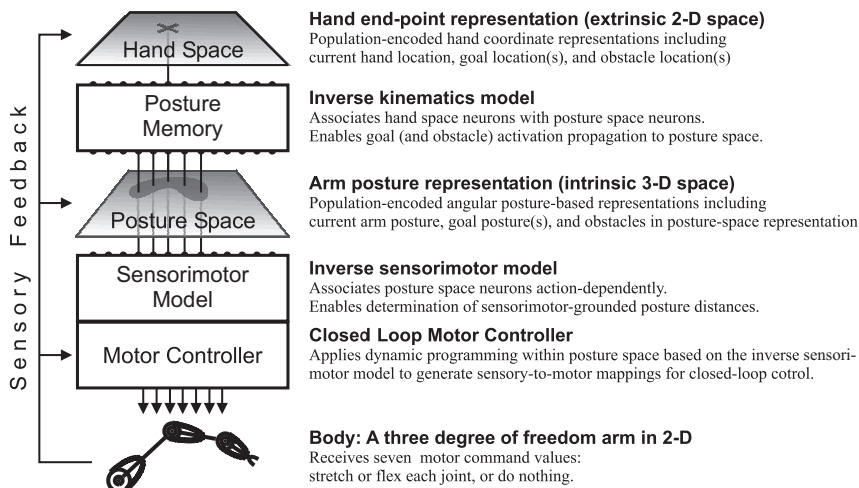 Sensory Feedback
Hand Space
Hand end-point representation (extrinsic 2-D space)
Population-encoded hand coordinate representations including
current hand location, goal location(s), and obstacle location(s)
Posture
Memory
Inverse kinematics model
Associates hand space neurons with posture space neurons.
Enables goal (and obstacle) activation propagation to posture space.
Posture Space
Arm posture representation (intrinsic 3-D space)
Population-encoded angular posture-based representations including
current arm posture, goal posture(s), and obstacles in posture-space representation
Sensorimotor
Model
Inverse sensorimotor model
Associates posture space neurons action-dependently.
Enables determination of sensorimotor-grounded posture distances.
Motor Controller
Closed Loop Motor Controller
Applies dynamic programming within posture space based on the inverse sensori-
motor model to generate sensory-to-motor mappings for closed-loop cotrol.
Body: A three degree of freedom arm in 2-D
Receives seven motor command values:
stretch or flex each joint, or do nothing.